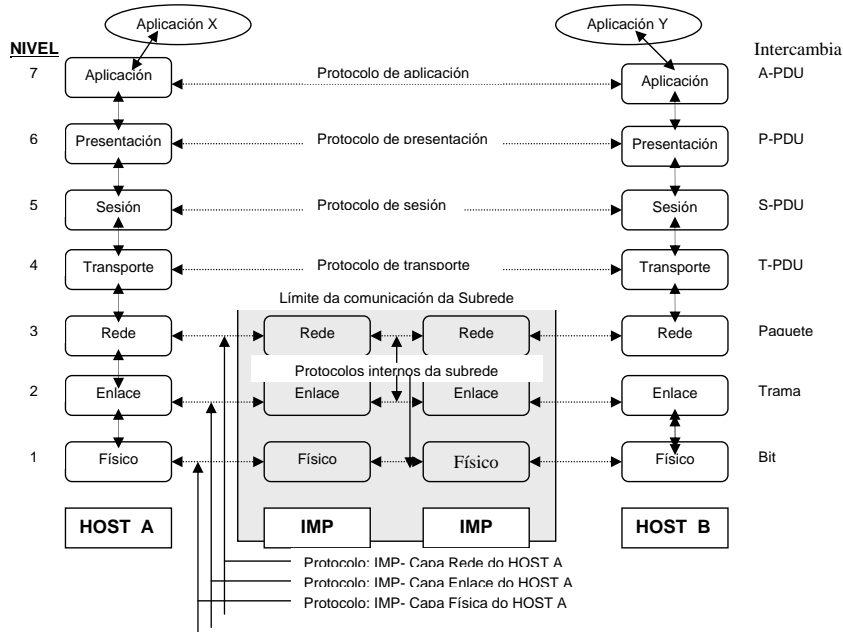 Aplicación X
Aplicación Y
NIVEL
Intercambia
7 Aplicación Protocolo de aplicación Aplicación A-PDU
6 Presentación Protocolo de presentación Presentación P-PDU
5 Sesión Protocolo de sesión Sesión S-PDU
4 Transporte Protocolo de transporte Transporte T-PDU
Límite da comunicación da Subrede
3 Rede Rede Rede Rede Paquete
Protocolos internos da subrede
2 Enlace Enlace Enlace Enlace Trama
1 Físico Físico Físico Físico Bit
HOST A IMP IMP HOST B
Protocolo: IMP- Capa Rede do HOST A
Protocolo: IMP- Capa Enlace do HOST A
Protocolo: IMP- Capa Física do HOST A